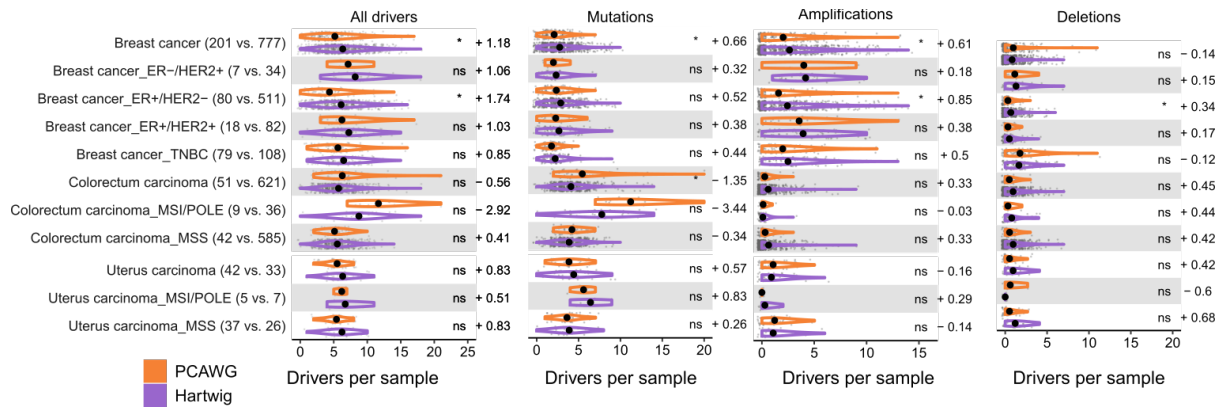 All drivers
Mutations
Amplifications
Deletions
Breast cancer (201 vs. 777) * + 1.18 * + 0.66 * + 0.61 ns − 0.14
Breast cancer_ER−/HER2+ (7 vs. 34) ns + 1.06 ns + 0.32 ns + 0.18 ns + 0.15
Breast cancer_ER+/HER2− (80 vs. 511) * + 1.74 ns + 0.52 * + 0.85 * + 0.34
Breast cancer_ER+/HER2+ (18 vs. 82) ns + 1.03 ns + 0.38 ns + 0.38 ns + 0.17
Breast cancer_TNBC (79 vs. 108) ns + 0.85 ns + 0.44 ns + 0.5 ns − 0.12
Colorectum carcinoma (51 vs. 621) ns − 0.56 * − 1.35 ns + 0.33 ns + 0.45
Colorectum carcinoma_MSI/POLE (9 vs. 36) ns − 2.92 ns − 3.44 ns − 0.03 ns + 0.44
Colorectum carcinoma_MSS (42 vs. 585) ns + 0.41 ns − 0.34 ns + 0.33 ns + 0.42
Uterus carcinoma (42 vs. 33) ns + 0.83 ns + 0.57 ns − 0.16 ns + 0.42
Uterus carcinoma_MSI/POLE (5 vs. 7) ns + 0.51 ns + 0.83 ns + 0.29 ns − 0.6
Uterus carcinoma_MSS (37 vs. 26) ns + 0.83 ns + 0.26 ns − 0.14 ns + 0.68
0 5 10 15 20 25
0 5 10 15 20
0 5 10 15
0 5 10 15 20
Drivers per sample
Drivers per sample
Drivers per sample
Drivers per sample
PCAWG
Hartwig